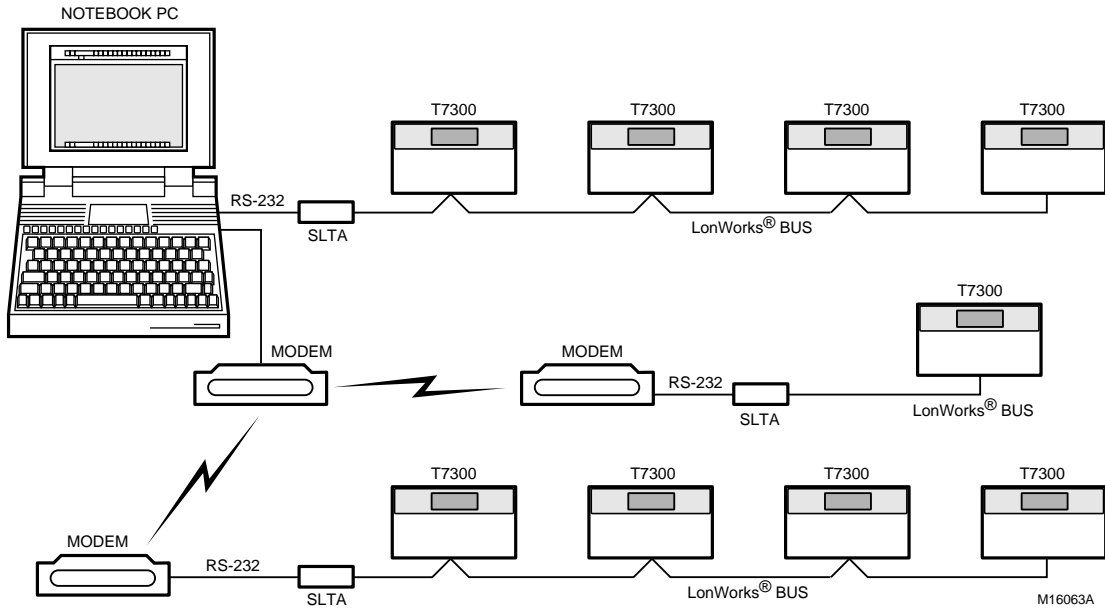 NOTEBOOK PC
T7300
T7300
T7300
T7300
RS-232
SLTA
LonWorks® BUS
T7300
MODEM
MODEM
RS-232
SLTA
LonWorks® BUS
T7300
T7300
T7300
T7300
MODEM
RS-232
SLTA
LonWorks® BUS
M16063A